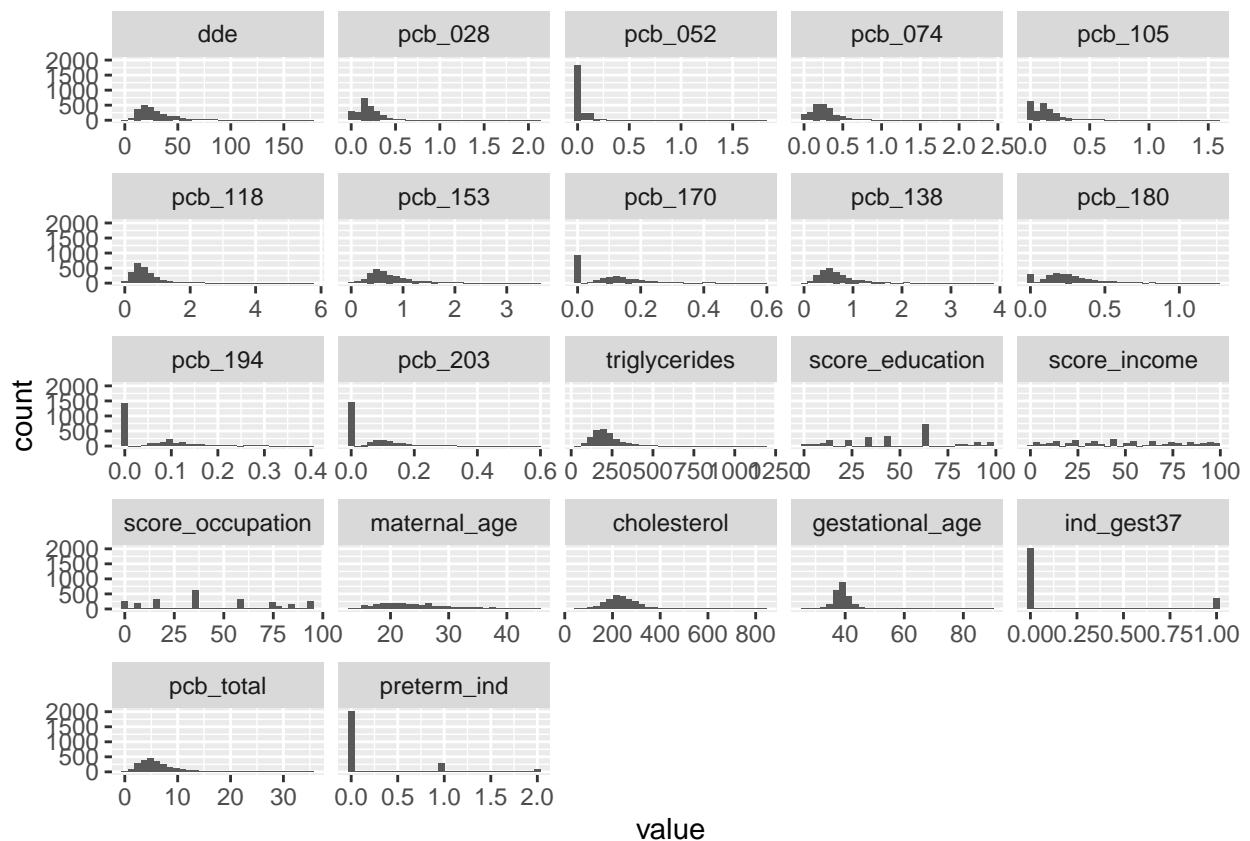 dde pcb_028 pcb_052 pcb_074 pcb_105
2000
1500
1000
500
0
0 50 100 150 0.0 0.5 1.0 1.5 2.0 0.0 0.5 1.0 1.5 0.0 0.5 1.0 1.5 2.0 2.5 0.0 0.5 1.0 1.5
pcb_118 pcb_153 pcb_170 pcb_138 pcb_180
2000
1500
1000
500
0
0 2 4 6 0 1 2 3 0.0 0.2 0.4 0.6 0 1 2 3 4 0.0 0.5 1.0
pcb_194 pcb_203 triglycerides score_education score_income
2000
1500
1000
500
0
0.0 0.1 0.2 0.3 0.4 0.0 0.2 0.4 0.6 0 250 500 750 1000 1250 0 25 50 75 100 0 25 50 75 100
count
score_occupation maternal_age cholesterol gestational_age ind_gest37
2000
1500
1000
500
0
0 25 50 75 100 20 30 40 0 200 400 600 800 40 60 80 0.00 0.25 0.50 0.75 1.00
pcb_total preterm_ind
2000
1500
1000
500
0
0 10 20 30 0.0 0.5 1.0 1.5 2.0
value